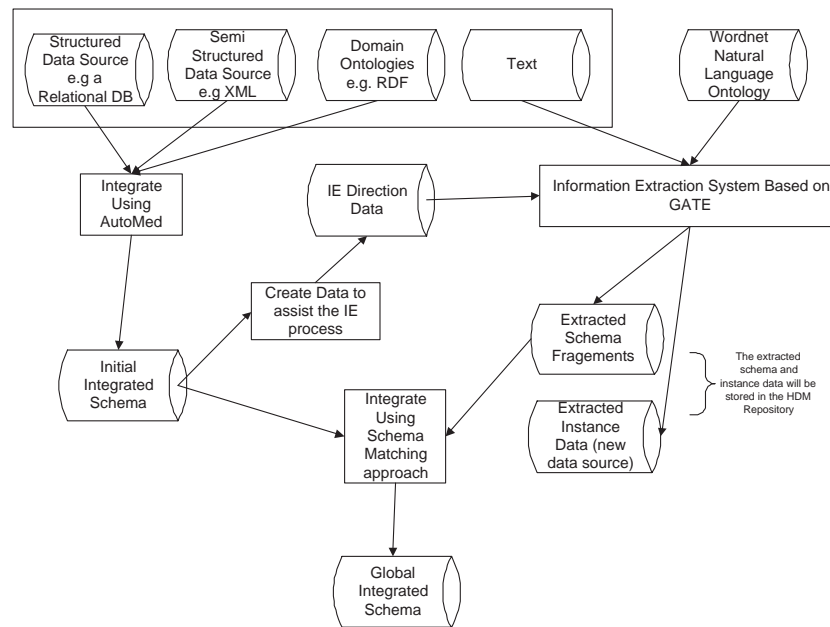 Structured
Data Source
e.g a
Relational DB
Semi
Structured
Data Source
e.g XML
Domain
Ontologies
e.g. RDF
Text
Wordnet
Natural
Language
Ontology
Integrate
Using
AutoMed
IE Direction
Data
Information Extraction System Based on
GATE
Create Data to
assist the IE
process
Initial
Integrated
Schema
Integrate
Using
Schema
Matching
approach
Extracted
Schema
Fragements
Extracted
Instance
Data (new
data source)
The extracted
schema and
instance data will be
stored in the HDM
Repository
Global
Integrated
Schema